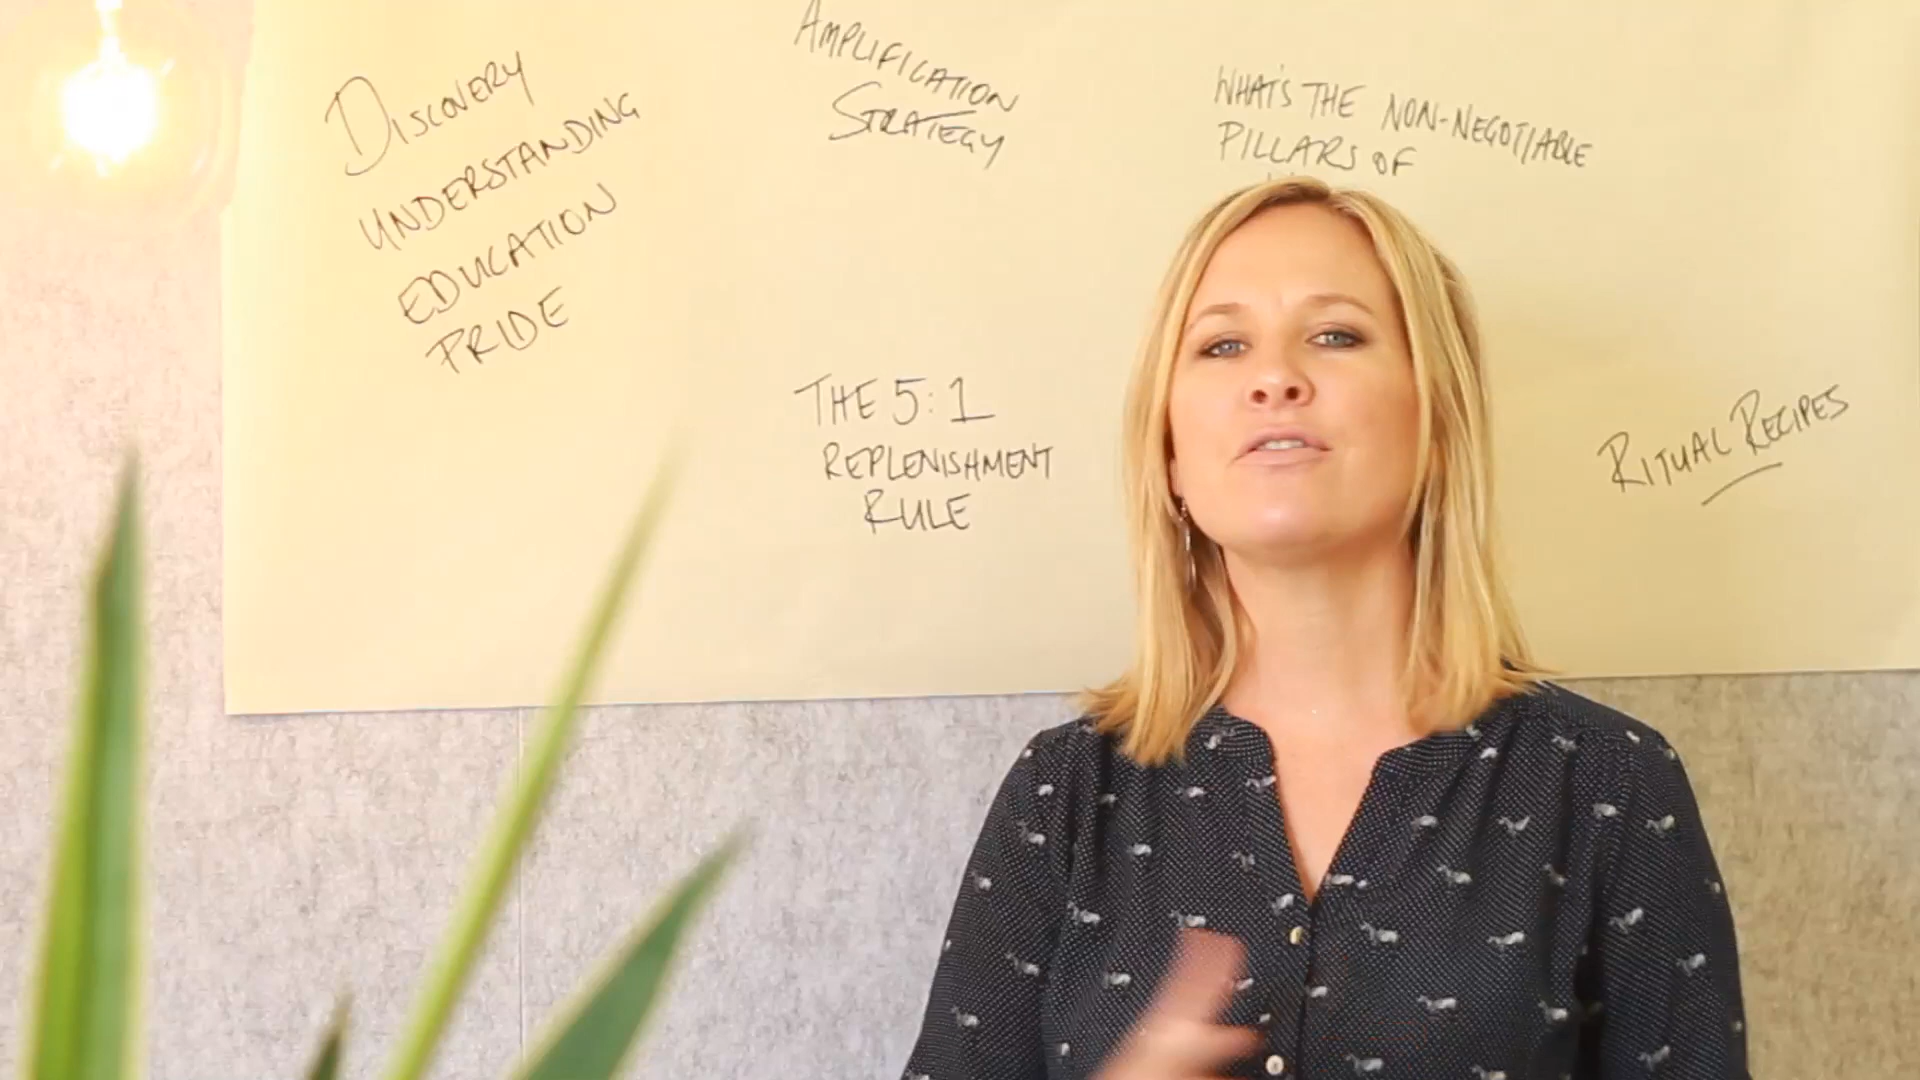 Discovery
Understanding
Education
Pride
Amplification
Strategy
The 5:1
Replenishment
Rule
What's the non-negotiable
pillars of
Ritual Recipes